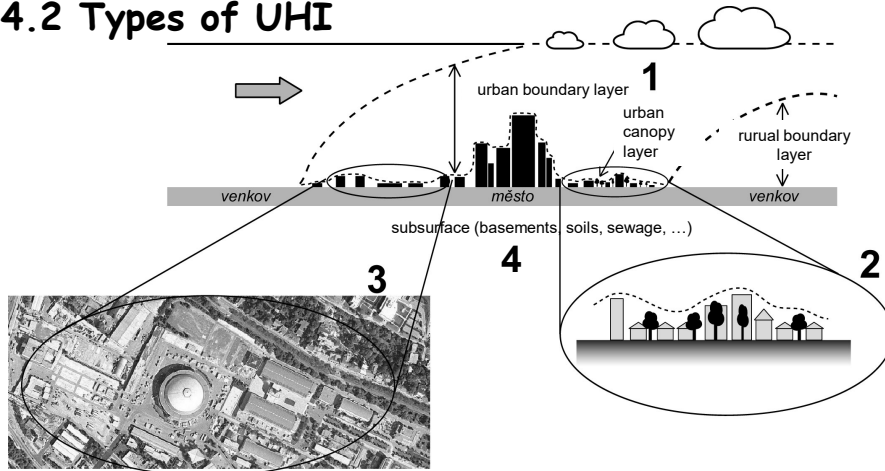 4.2 Types of UHI
urban boundary layer
1
urban
canopy
layer
rurual boundary
layer
venkov
město
venkov
subsurface (basements, soils, sewage, …)
4
3
2